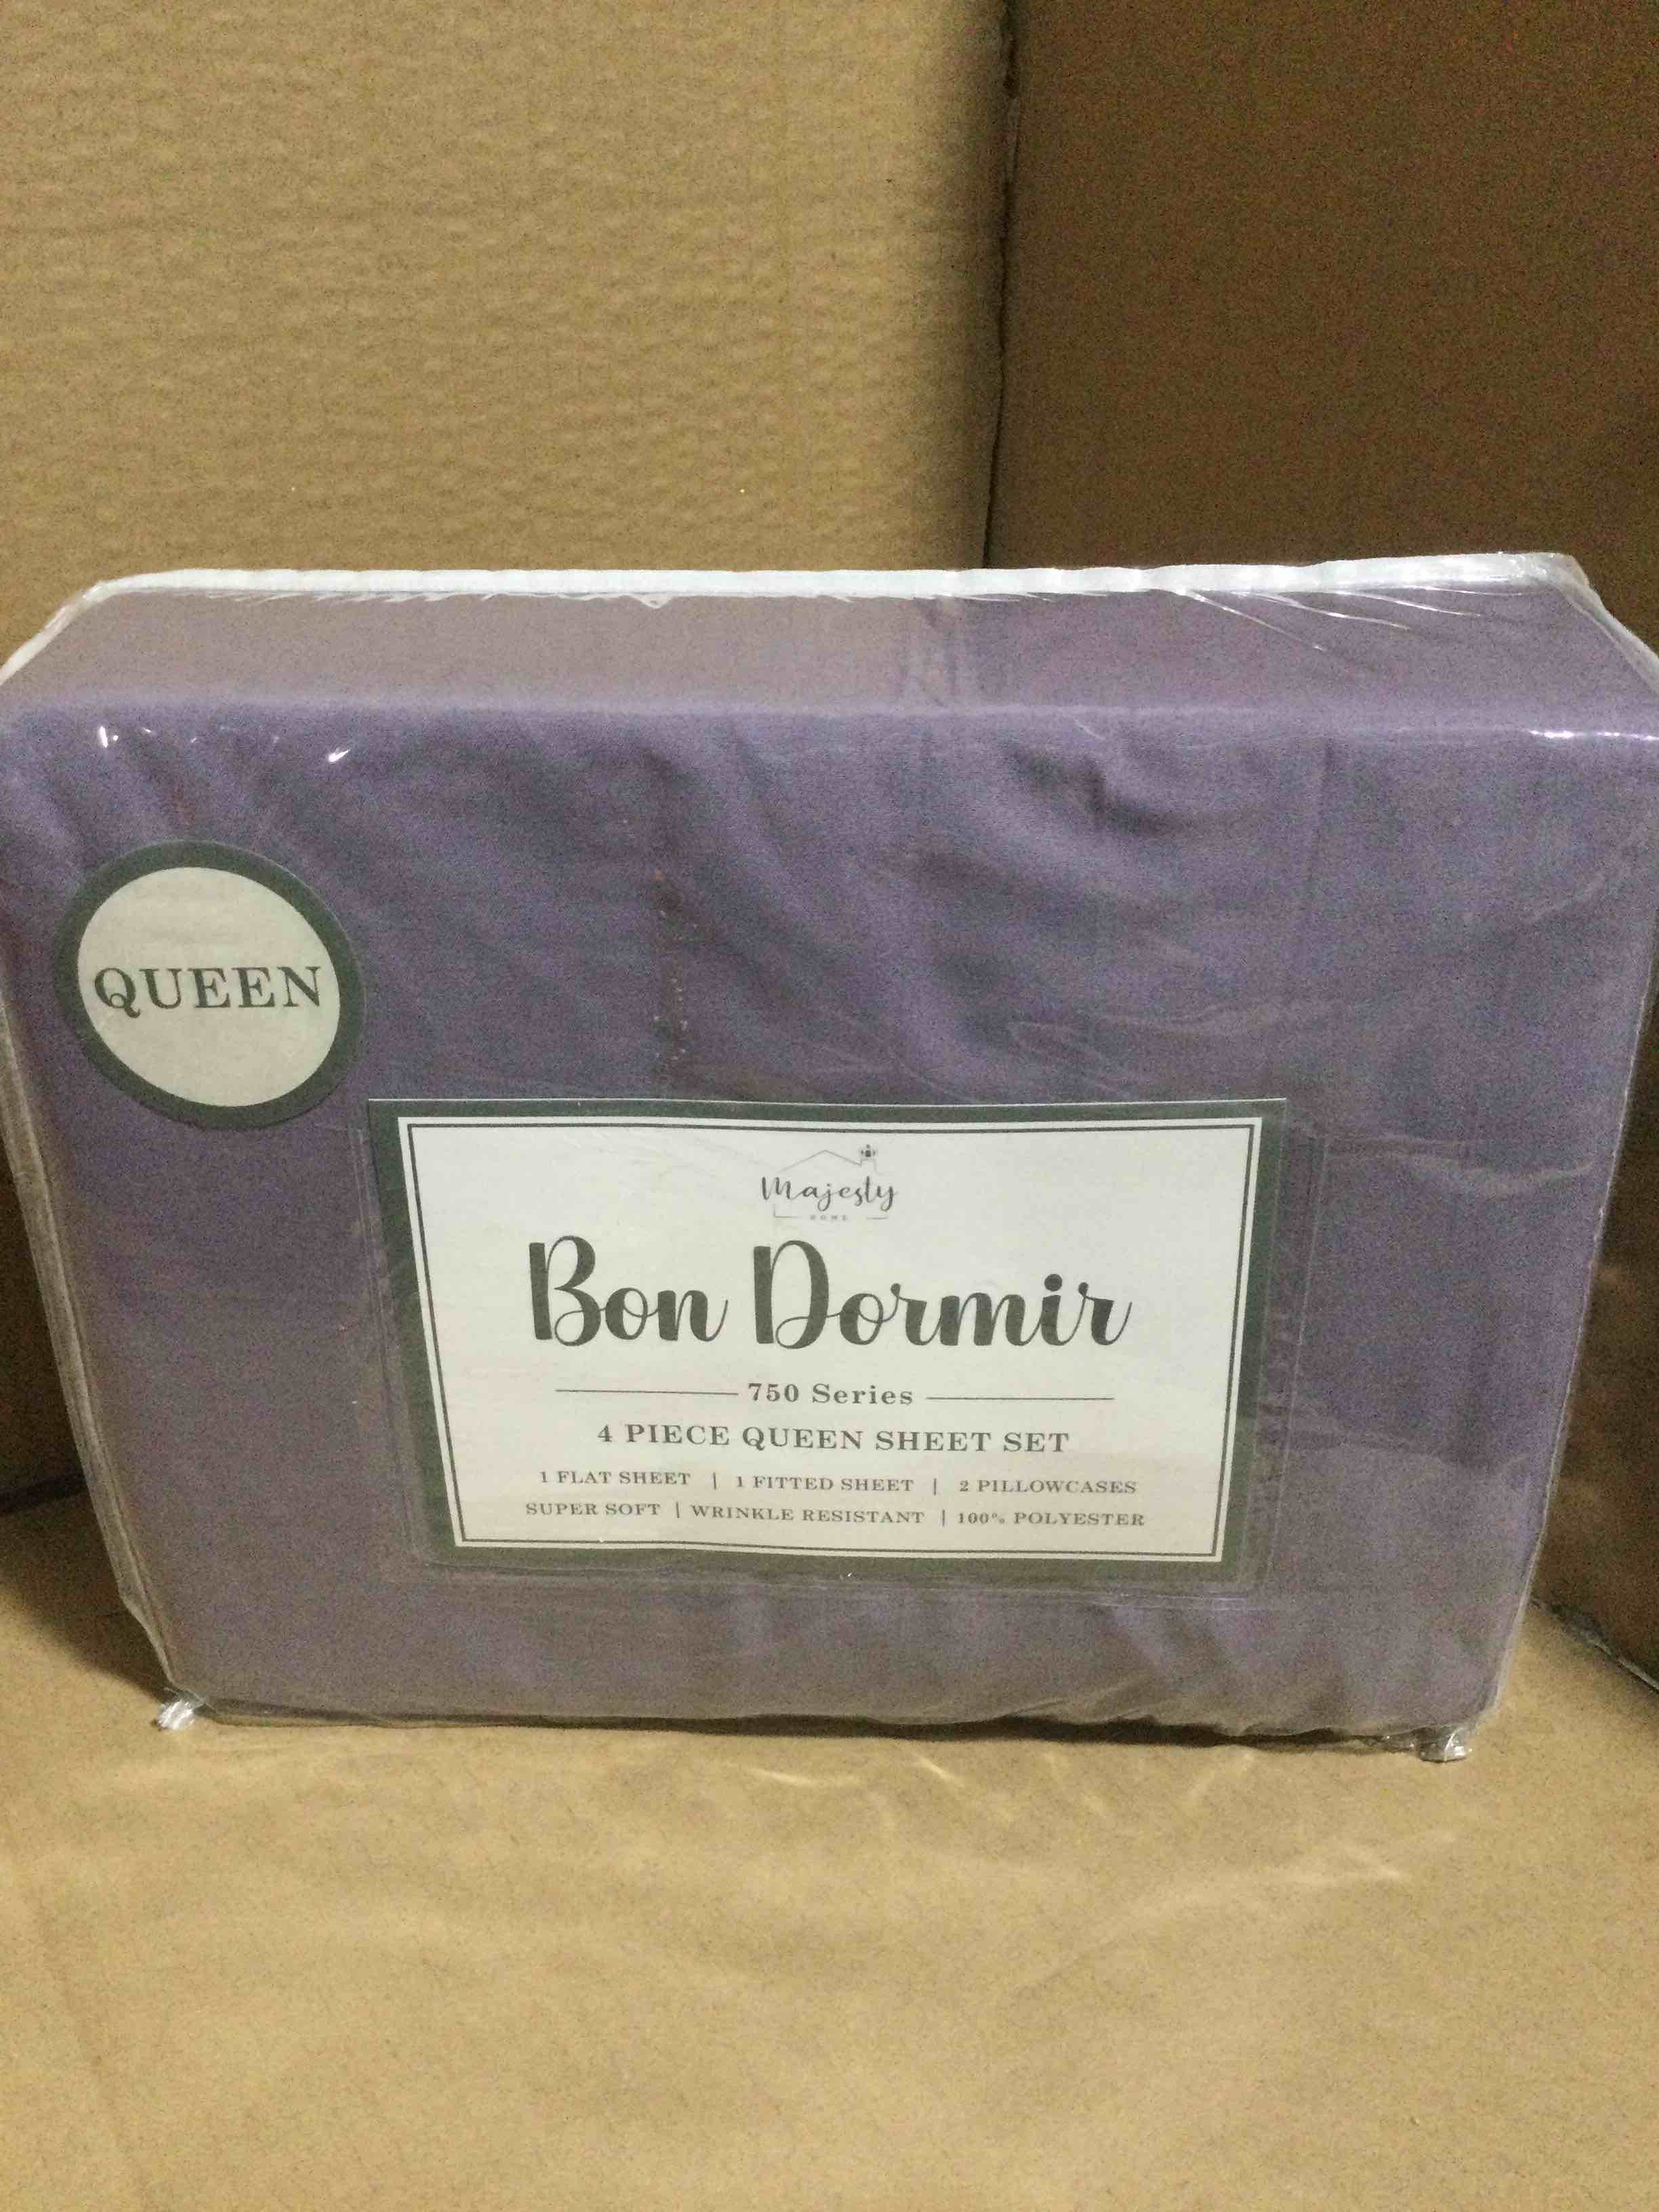 QUEEN
Majesty
HOME
Bon Dormir
750 Series
4 PIECE QUEEN SHEET SET
1 FLAT SHEET | 1 FITTED SHEET | 2 PILLOWCASES
SUPER SOFT | WRINKLE RESISTANT | 100% POLYESTER